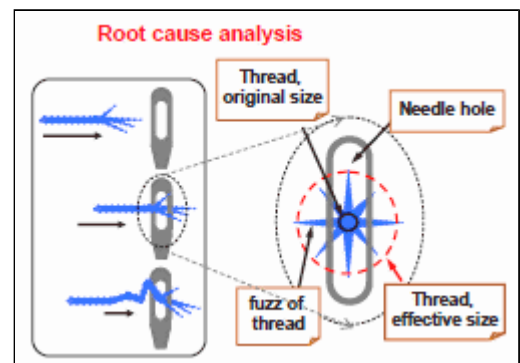 Root cause analysis
Thread,
original size
Needle hole
fuzz of
thread
Thread,
effective size